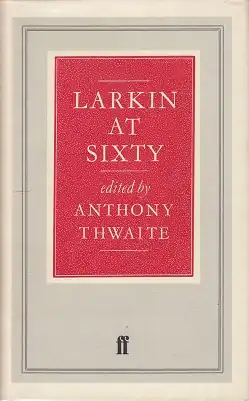 LARKIN
AT
SIXTY
edited by
ANTHONY
THWAITE
ff